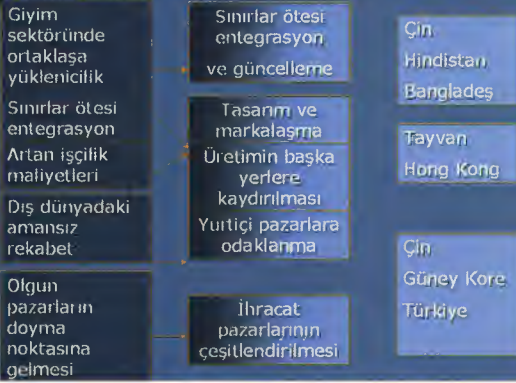 Giyim
sektöründe
ortaklaşa
yüklenicilik
Sınırlar ötesi
entegrasyon
Artan işçilik
maliyetleri
Dış dünyadaki
amansız
rekabet
Olgun
pazarların
doyma
noktasına
gelmesi
Sınırlar ötesi
entegrasyon
ve güncelleme
Tasarım ve
markalaşma
Üretimin başka
yerlere
kaydırılması
Yurtiçi pazarlara
odaklanma
İhracat
pazarlarının
çeşitlendirilmesi
Çin
Hindistan
Bangladeş
Tayvan
Hong Kong
Çin
Güney Kore
Türkiye